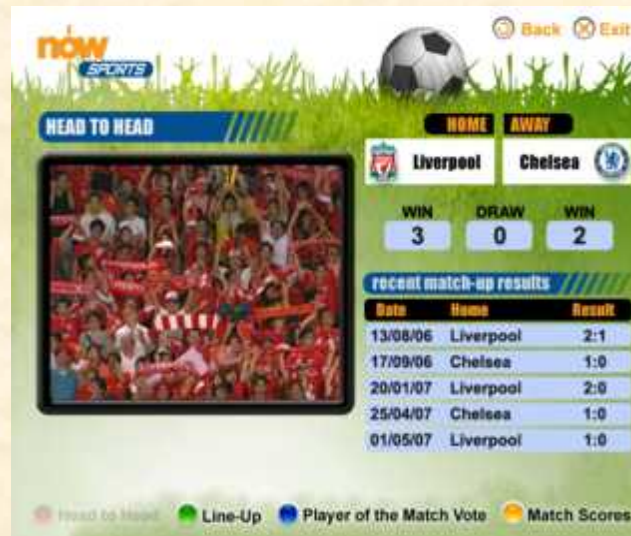 now
SPORTS
Back Exit
HEAD TO HEAD
HOME AWAY
Liverpool Chelsea
WIN DRAW WIN
3 0 2
recent match-up results
Date Home Result
13/08/06 Liverpool 2:1
17/09/06 Chelsea 1:0
20/01/07 Liverpool 2:0
25/04/07 Chelsea 1:0
01/05/07 Liverpool 1:0
Head to Head Line-Up Player of the Match Vote Match Scores